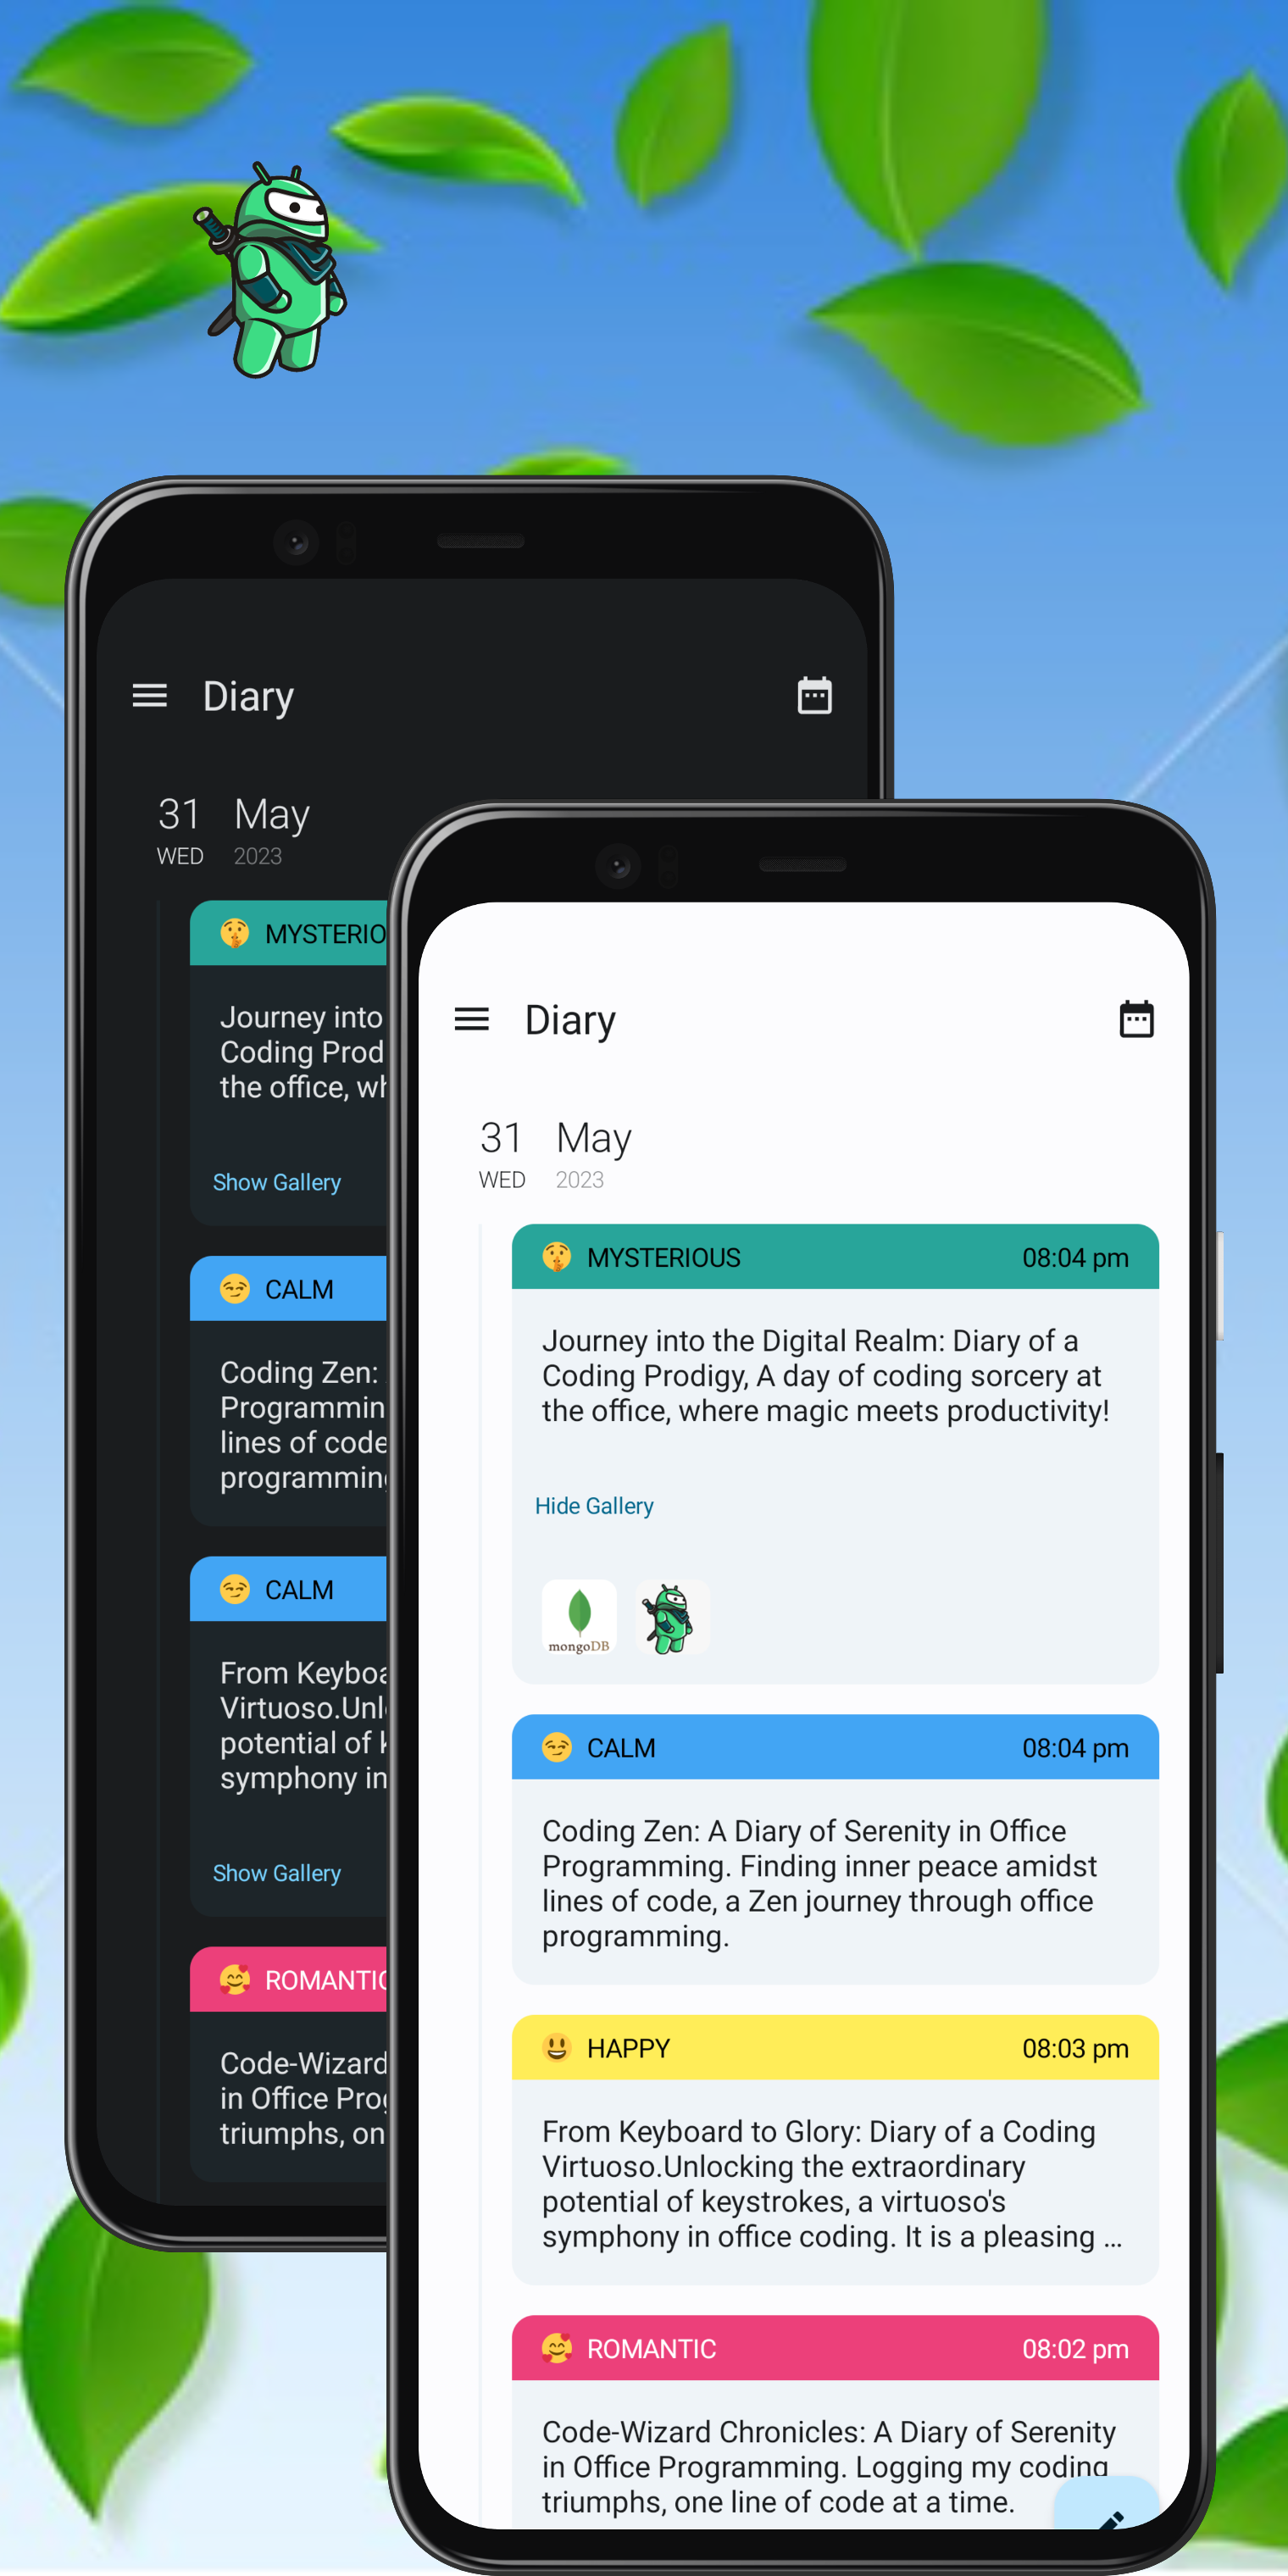 Diary
31 May
WED 2023
MYSTERIO
Journey into
Coding Prod
the office, wh
Show Gallery
CALM
Coding Zen:
Programmin
lines of code
programming
CALM
From Keyboa
Virtuoso.Unl
potential of
symphony in
Show Gallery
ROMANTIC
Code-Wizard
in Office Prog
triumphs, on
Diary
31 May
WED 2023
MYSTERIOUS 08:04 pm
Journey into the Digital Realm: Diary of a
Coding Prodigy, A day of coding sorcery at
the office, where magic meets productivity!
Hide Gallery
mongoDB
CALM 08:04 pm
Coding Zen: A Diary of Serenity in Office
Programming. Finding inner peace amidst
lines of code, a Zen journey through office
programming.
HAPPY 08:03 pm
From Keyboard to Glory: Diary of a Coding
Virtuoso.Unlocking the extraordinary
potential of keystrokes, a virtuoso's
symphony in office coding. It is a pleasing ...
ROMANTIC 08:02 pm
Code-Wizard Chronicles: A Diary of Serenity
in Office Programming. Logging my coding
triumphs, one line of code at a time.